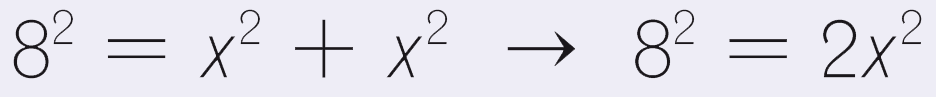 8² = x² + x² → 8² = 2x²